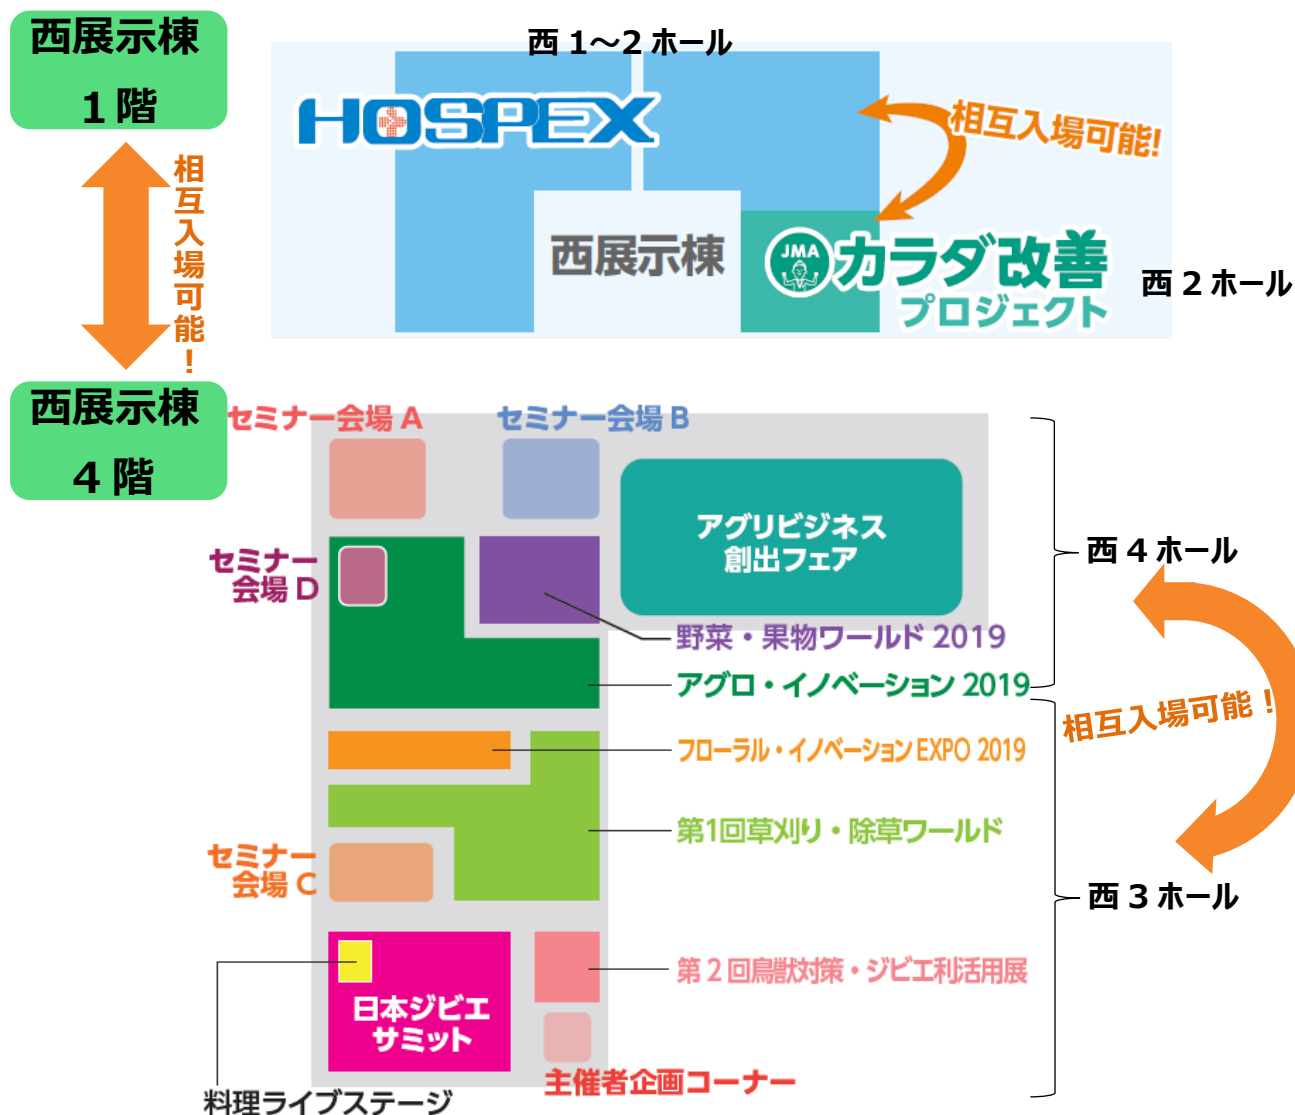 西展示棟
1階
相互入場可能！
西展示棟
4階
西 1～2 ホール
HOSPEX
相互入場可能!
西展示棟
JMA
カラダ改善
プロジェクト
西 2 ホール
セミナー会場 A
セミナー会場 B
アグリビジネス
創出フェア
セミナー
会場 D
野菜・果物ワールド 2019
アグロ・イノベーション 2019
西 4 ホール
相互入場可能！
フローラル・イノベーション EXPO 2019
第1回草刈り・除草ワールド
セミナー
会場 C
西 3 ホール
第 2 回鳥獣対策・ジビエ利活用展
日本ジビエ
サミット
主催者企画コーナー
料理ライブステージ